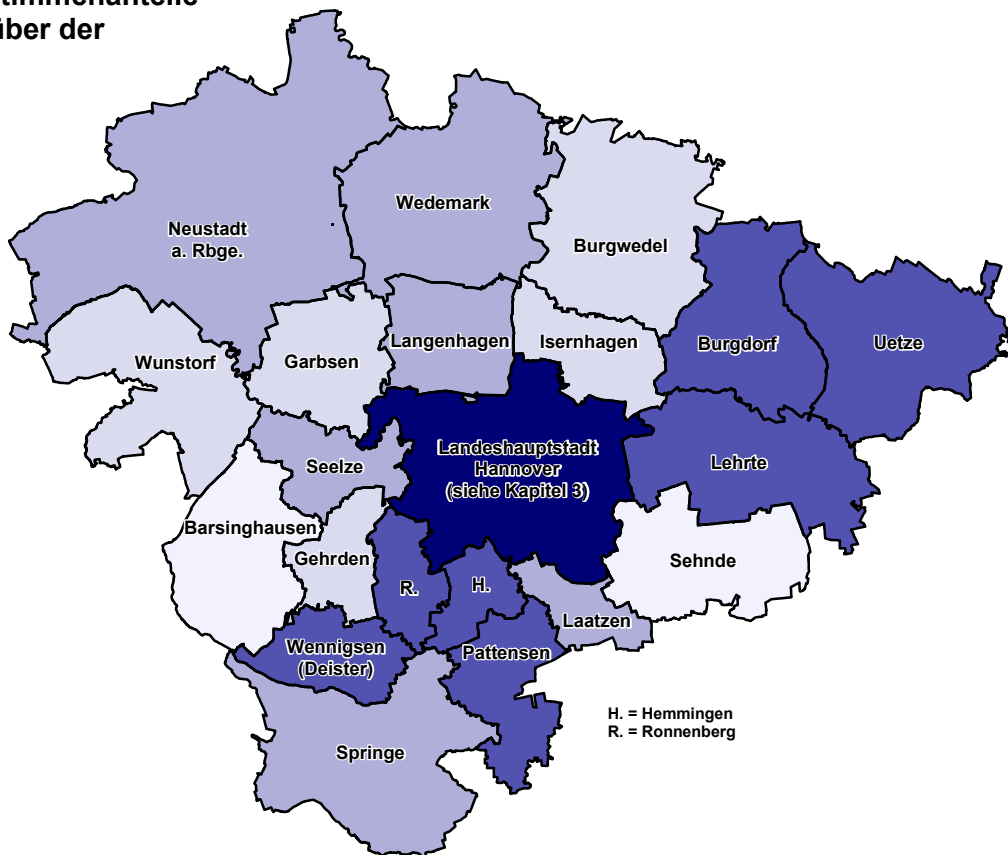 über der
Wedemark
Neustadt
a. Rbge.
Burgwedel
Langenhagen
Isernhagen
Burgdorf
Uetze
Wunstorf
Garbsen
Landeshauptstadt
Hannover
(siehe Kapitel 3)
Seelze
Lehrte
Barsinghausen
Gehrden
Sehnde
R.
H.
Laatzen
Wennigsen
(Deister)
Pattensen
H. = Hemmingen
R. = Ronnenberg
Springe